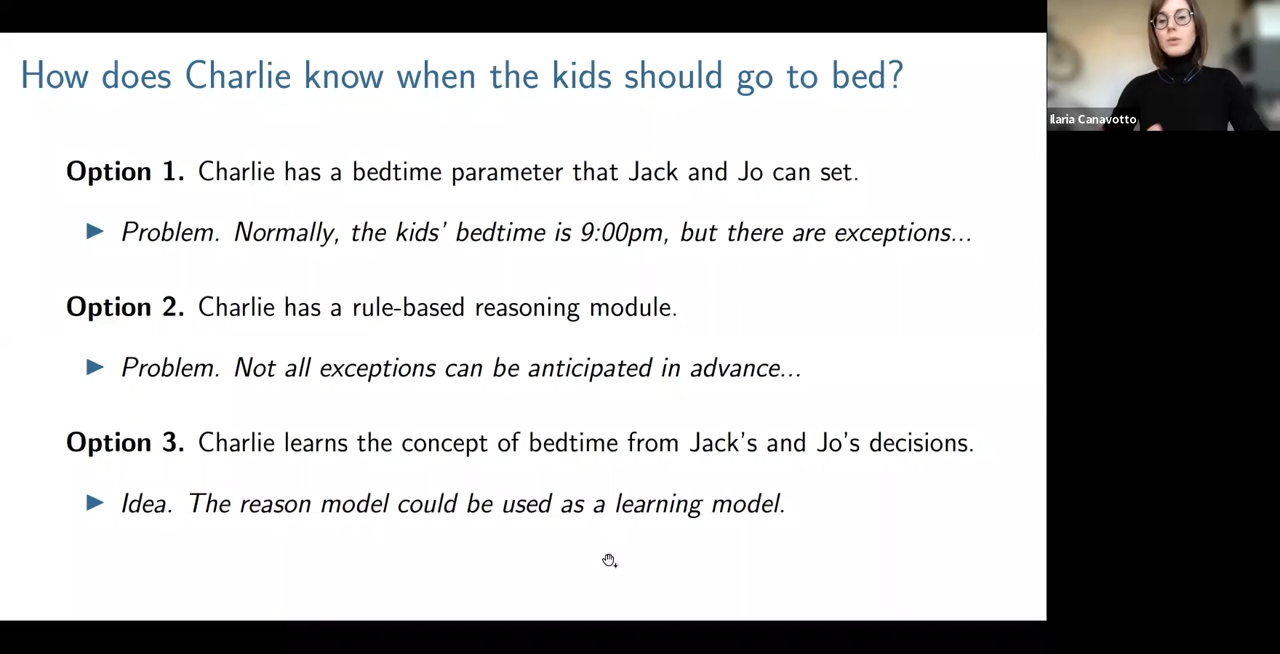 How does Charlie know when the kids should go to bed?
Ilaria Canavotto
Option 1. Charlie has a bedtime parameter that Jack and Jo can set.
▶ Problem. Normally, the kids' bedtime is 9:00pm, but there are exceptions...
Option 2. Charlie has a rule-based reasoning module.
▶ Problem. Not all exceptions can be anticipated in advance...
Option 3. Charlie learns the concept of bedtime from Jack's and Jo's decisions.
▶ Idea. The reason model could be used as a learning model.